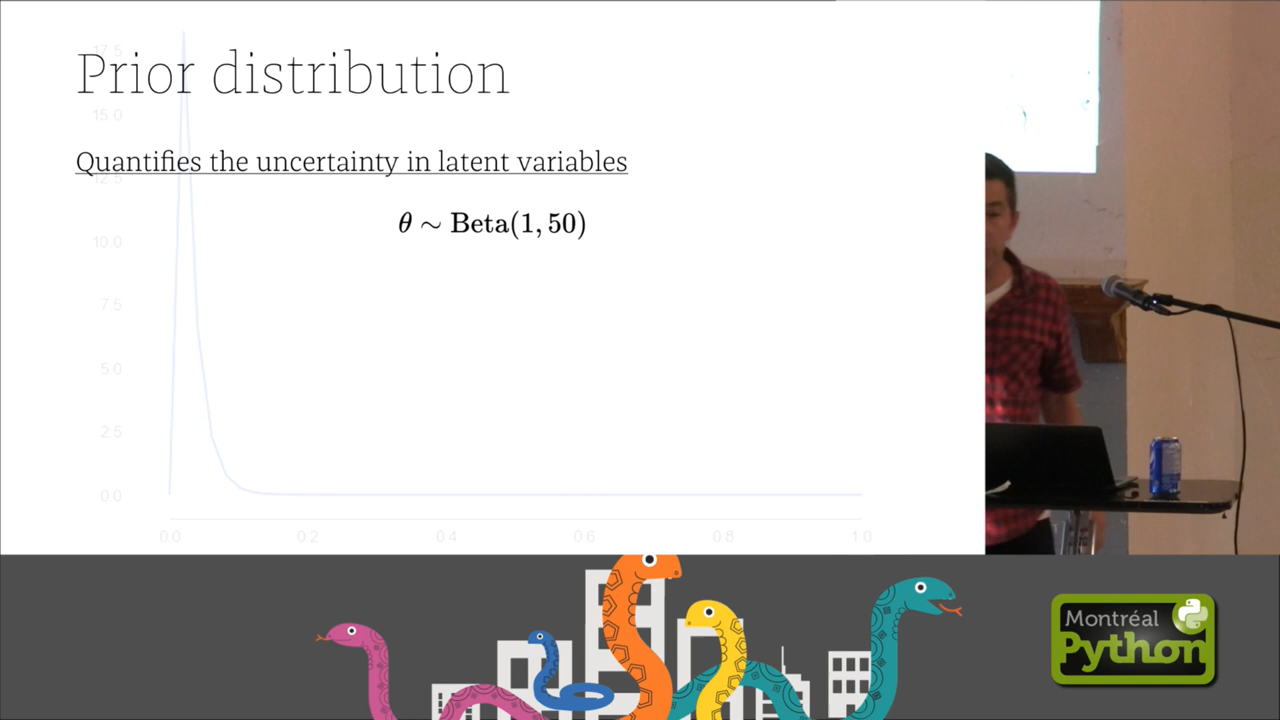 Prior distribution
Quantifies the uncertainty in latent variables
θ ∼ Beta(1, 50)
17.5
15.0
12.5
10.0
7.5
5.0
2.5
0.0
0.0 0.2 0.4 0.6 0.8 1.0
Montréal
Python